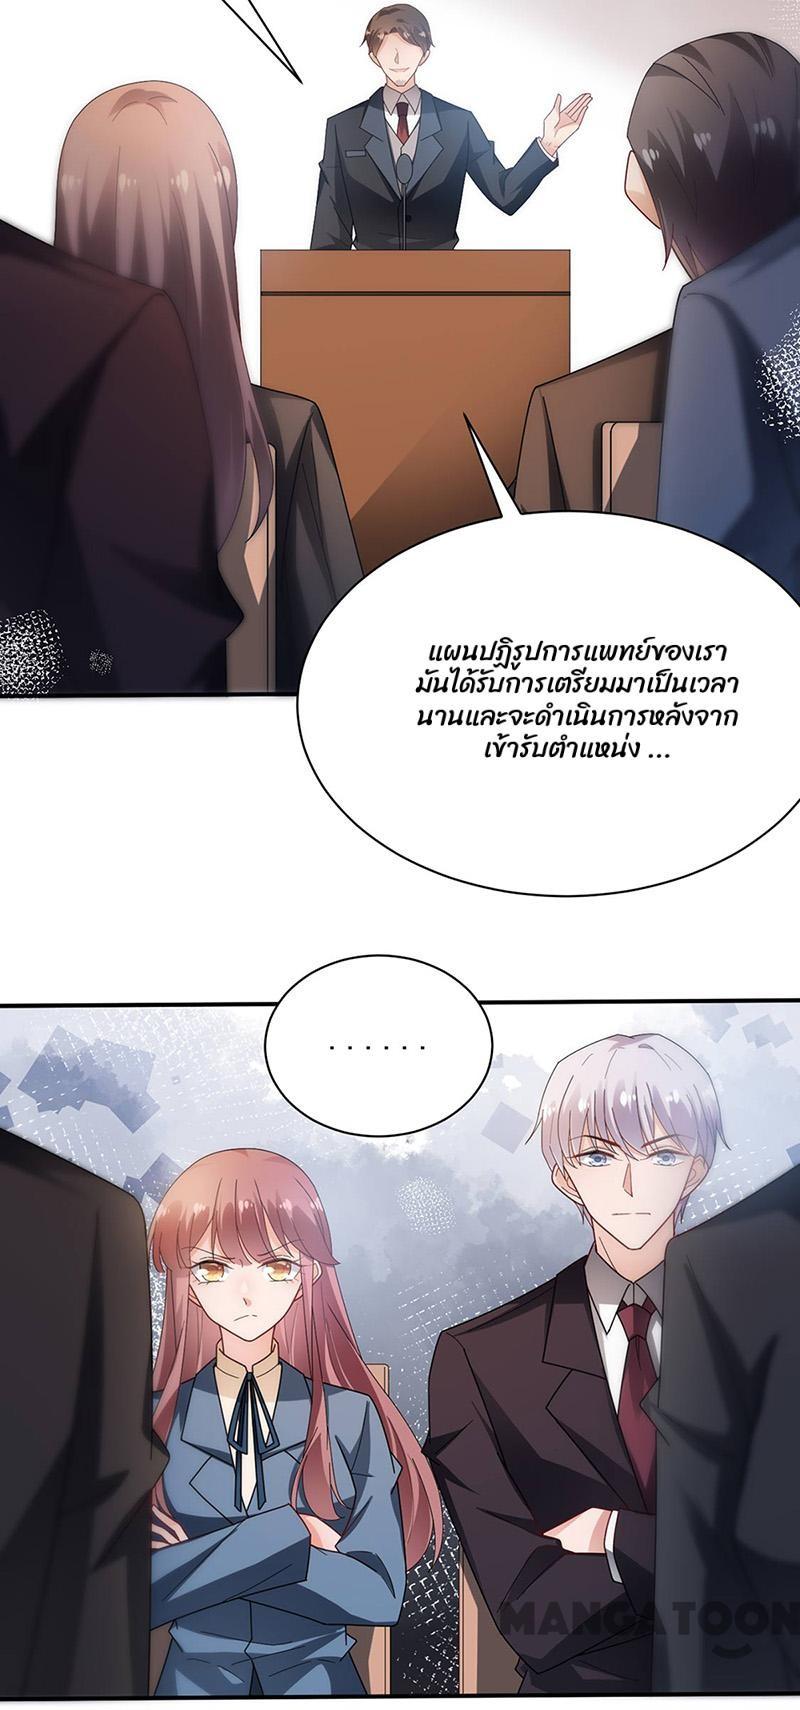 แผนปฏิรูปการแพทย์ของเรา
มันได้รับการเตรียมมาเป็นเวลา
นานและจะดำเนินการหลังจาก
เข้ารับตำแหน่ง ...
. . . . . .
MANGATOON